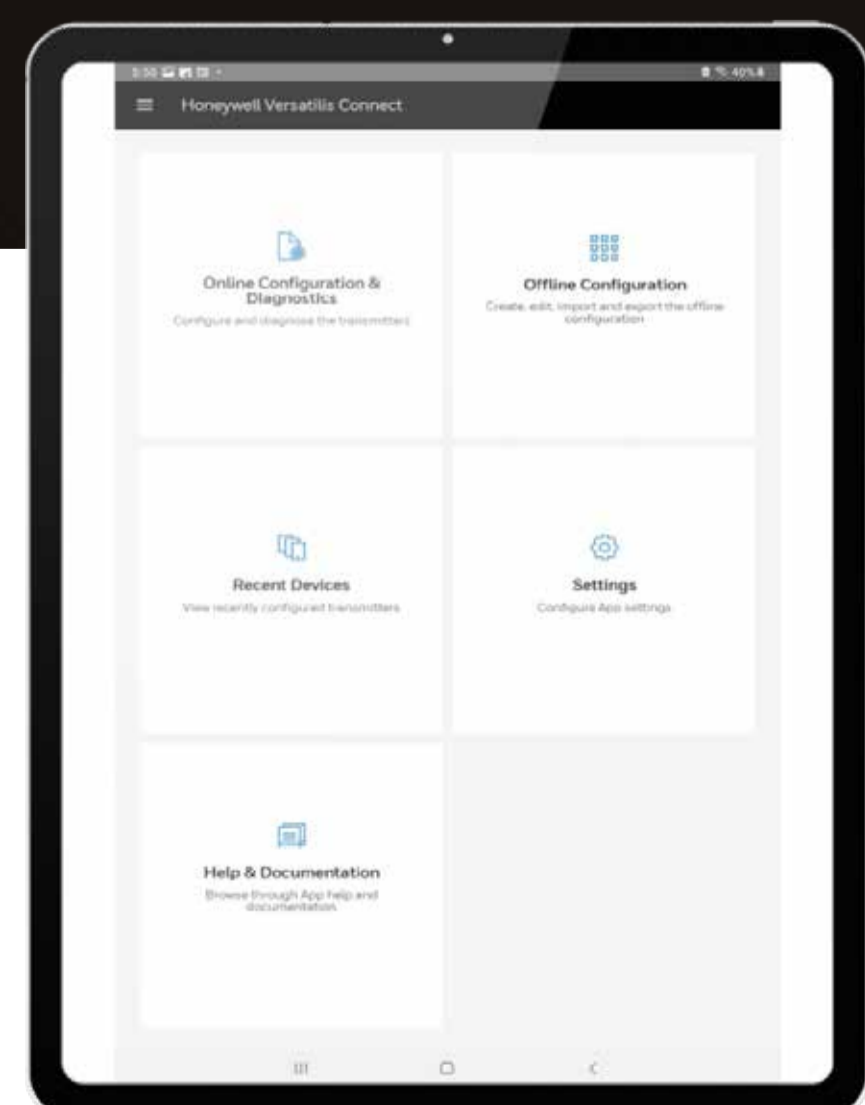 40%
Honeywell Versatilis Connect
Online Configuration &
Diagnostics
Configure and diagnose the transmitters
Offline Configuration
Create, edit, import and export the offline
configuration
Recent Devices
View recently configured transmitters
Settings
Configure App settings
Help & Documentation
Browse through App help and
documentation